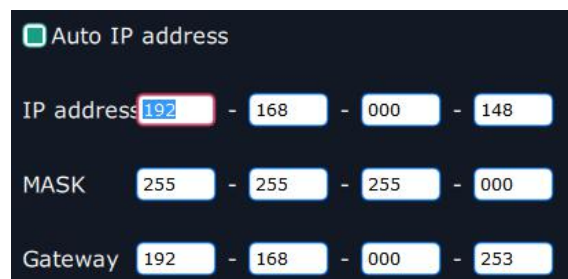 Auto IP address
IP address 192 - 168 - 000 - 148
MASK 255 - 255 - 255 - 000
Gateway 192 - 168 - 000 - 253